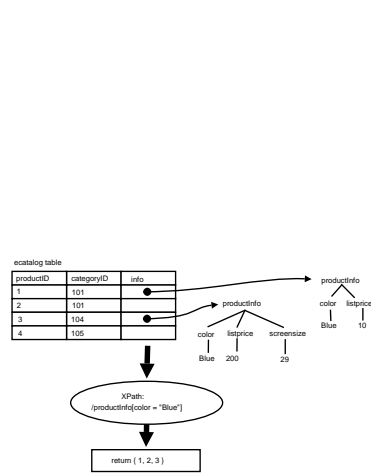 ecatalog table
productID categoryID info
1 101
2 101
3 104
4 105
productInfo
color listprice
Blue 10
productInfo
color listprice screensize
Blue 200 29
XPath:
/productInfo[color = "Blue"]
return ( 1, 2, 3 )